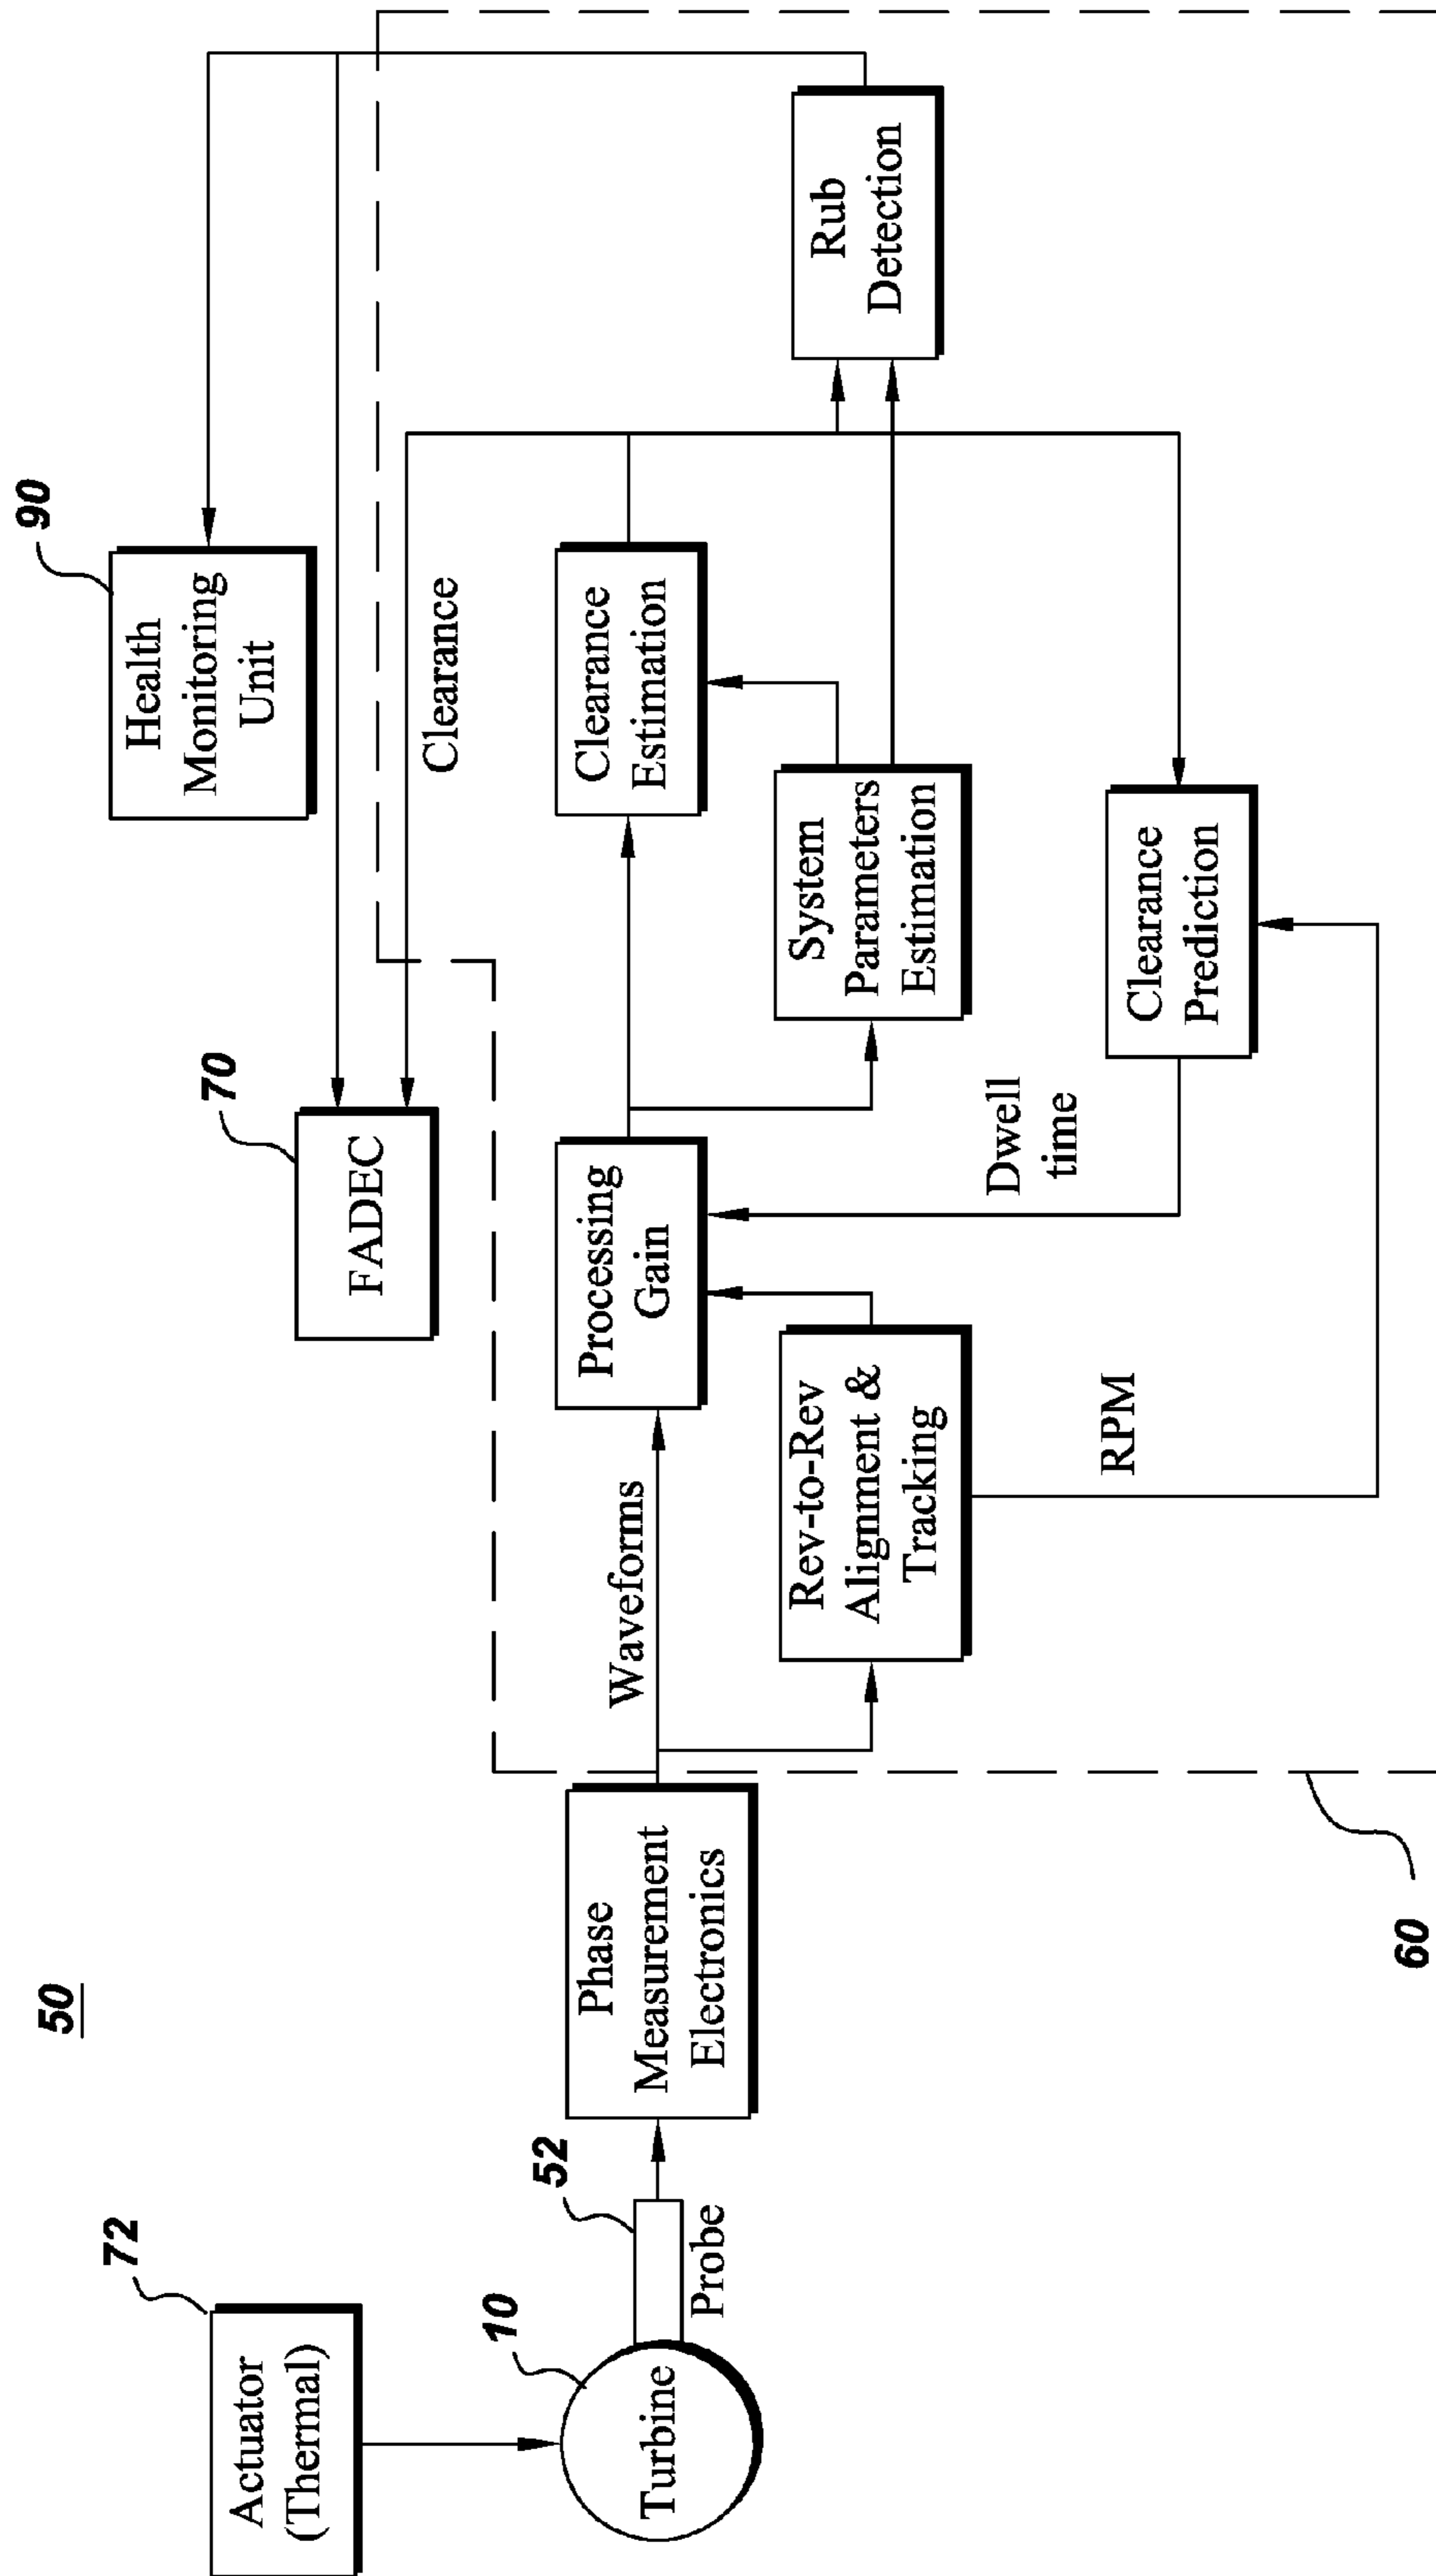 50
72
Actuator
(Thermal)
10
Turbine
52
Probe
Phase
Measurement
Electronics
70
FADEC
90
Health
Monitoring
Unit
Clearance
Waveforms
Processing
Gain
Clearance
Estimation
Rev-to-Rev
Alignment &
Tracking
System
Parameters
Estimation
Rub
Detection
Dwell
time
RPM
Clearance
Prediction
60